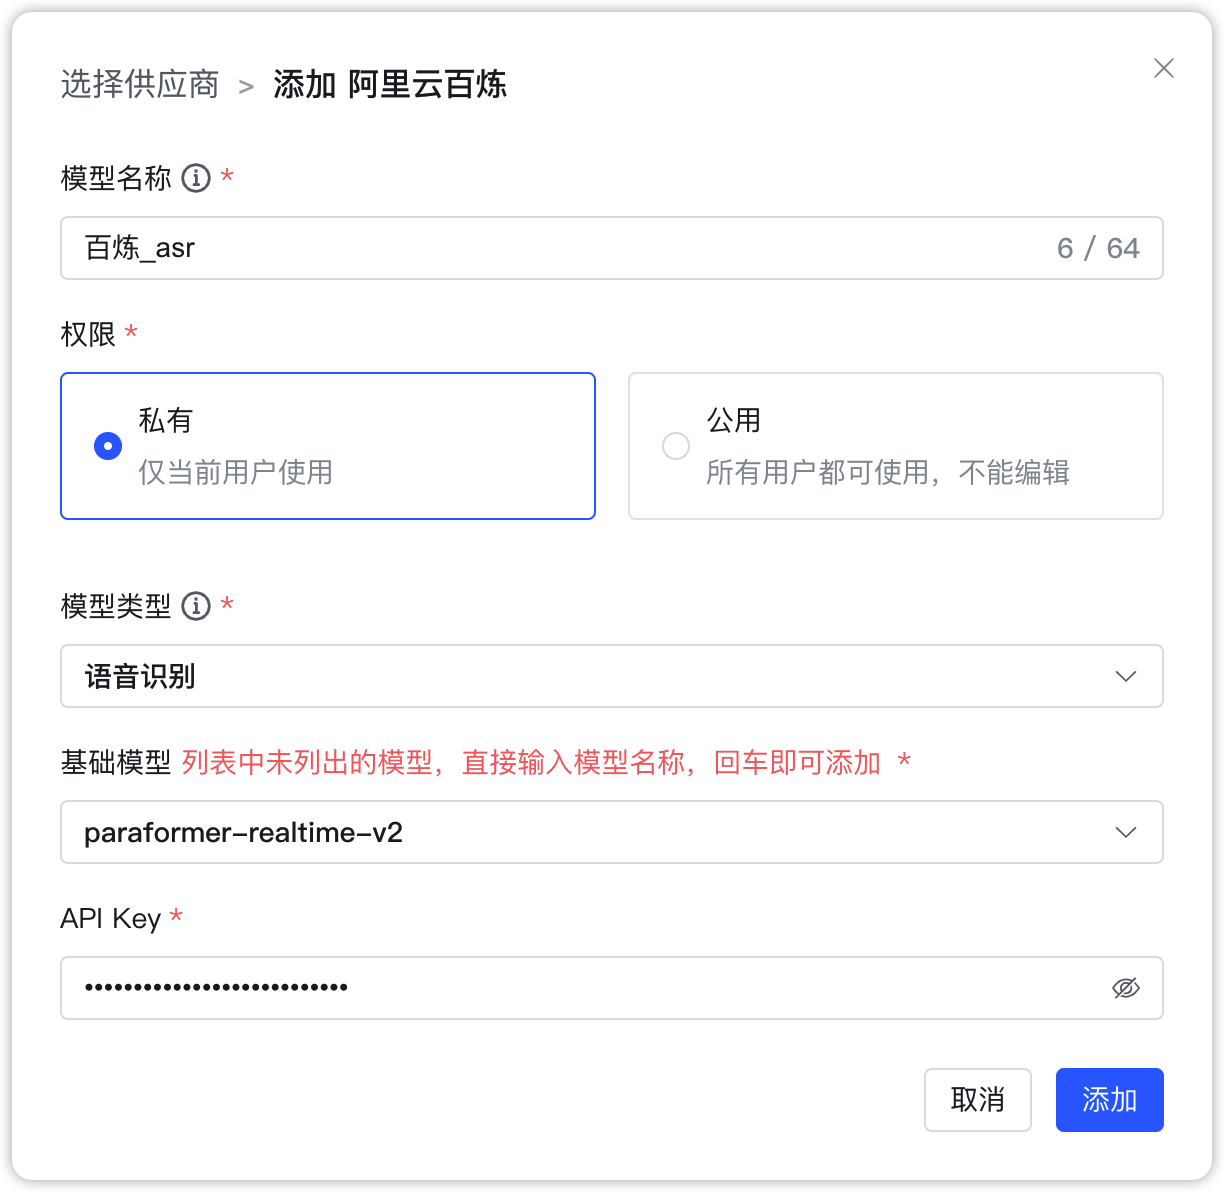 选择供应商 > 添加 阿里云百炼
模型名称 *
百炼_asr 6 / 64
权限 *
私有
仅当前用户使用
公用
所有用户都可使用，不能编辑
模型类型 *
语音识别
基础模型 列表中未列出的模型，直接输入模型名称，回车即可添加 *
paraformer-realtime-v2
API Key *
•••••••••••••••••••••••••••
取消 添加